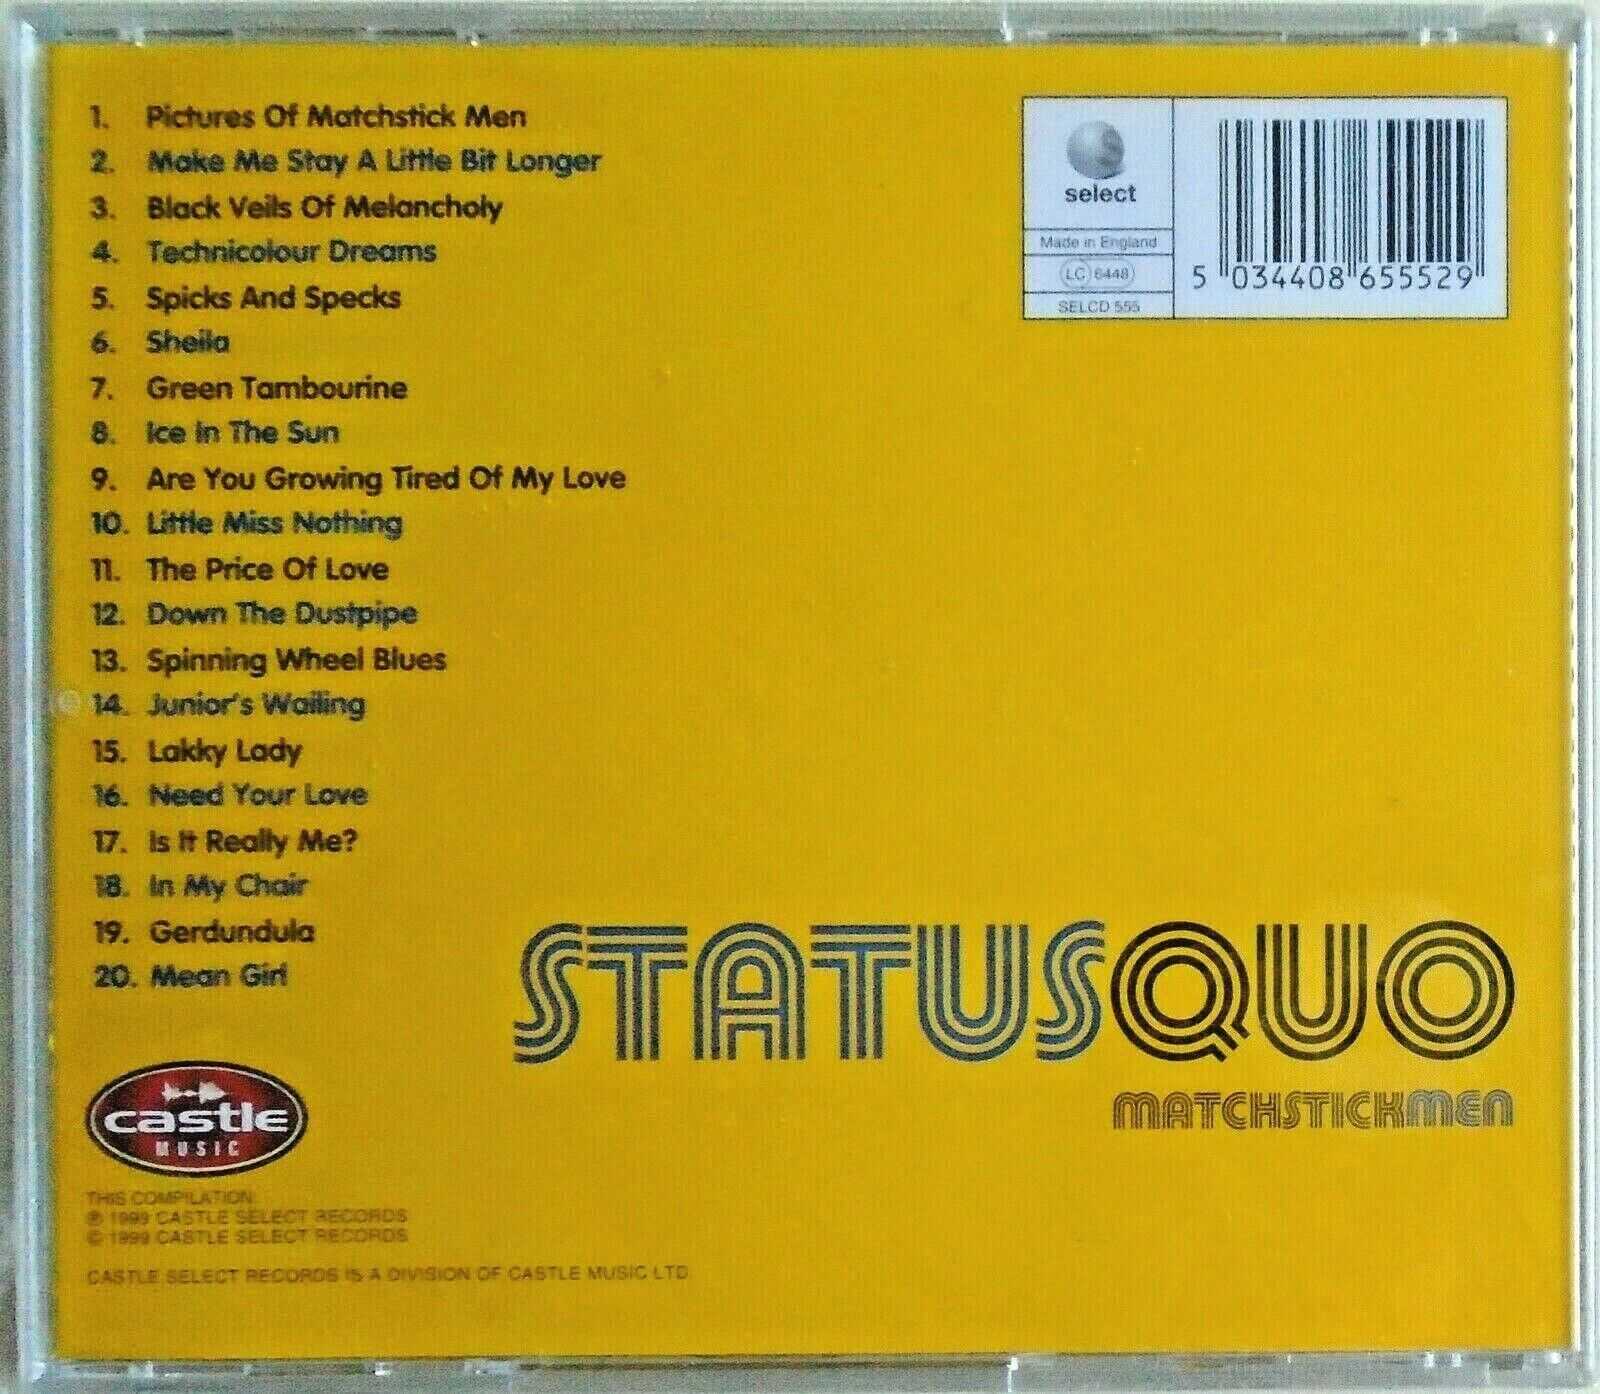 1. Pictures Of Matchstick Men
2. Make Me Stay A Little Bit Longer
3. Black Veils Of Melancholy
4. Technicolour Dreams
5. Spicks And Specks
6. Sheila
7. Green Tambourine
8. Ice In The Sun
9. Are You Growing Tired Of My Love
10. Little Miss Nothing
11. The Price Of Love
12. Down The Dustpipe
13. Spinning Wheel Blues
14. Junior's Wailing
15. Lakky Lady
16. Need Your Love
17. Is It Really Me?
18. In My Chair
19. Gerdundula
20. Mean Girl
select
Made in England
LC 6448
SELCD 555
5 034408 655529
STATUSQUO
MATCHSTICKMEN
castle
MUSIC
THIS COMPILATION:
℗ 1999 CASTLE SELECT RECORDS
© 1999 CASTLE SELECT RECORDS
CASTLE SELECT RECORDS IS A DIVISION OF CASTLE MUSIC LTD